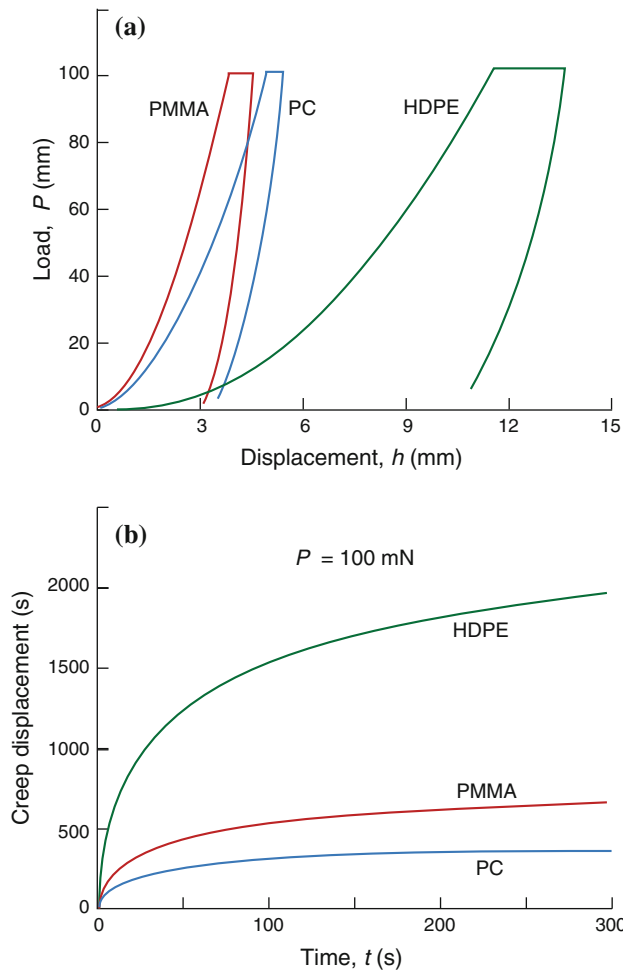 (a)
100
80
60
40
20
0
Load, P (mm)
PMMA
PC
HDPE
0 3 6 9 12 15
Displacement, h (mm)
(b)
P = 100 mN
2000
1500
1000
500
0
Creep displacement (s)
HDPE
PMMA
PC
0 100 200 300
Time, t (s)